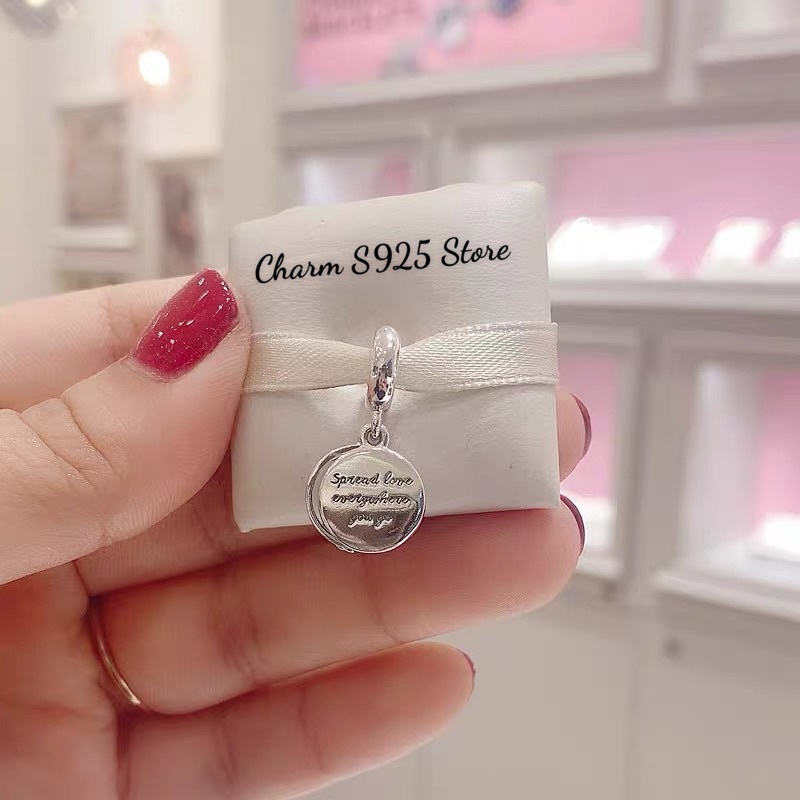 Charm S925 Store
Spread love
everywhere
you go